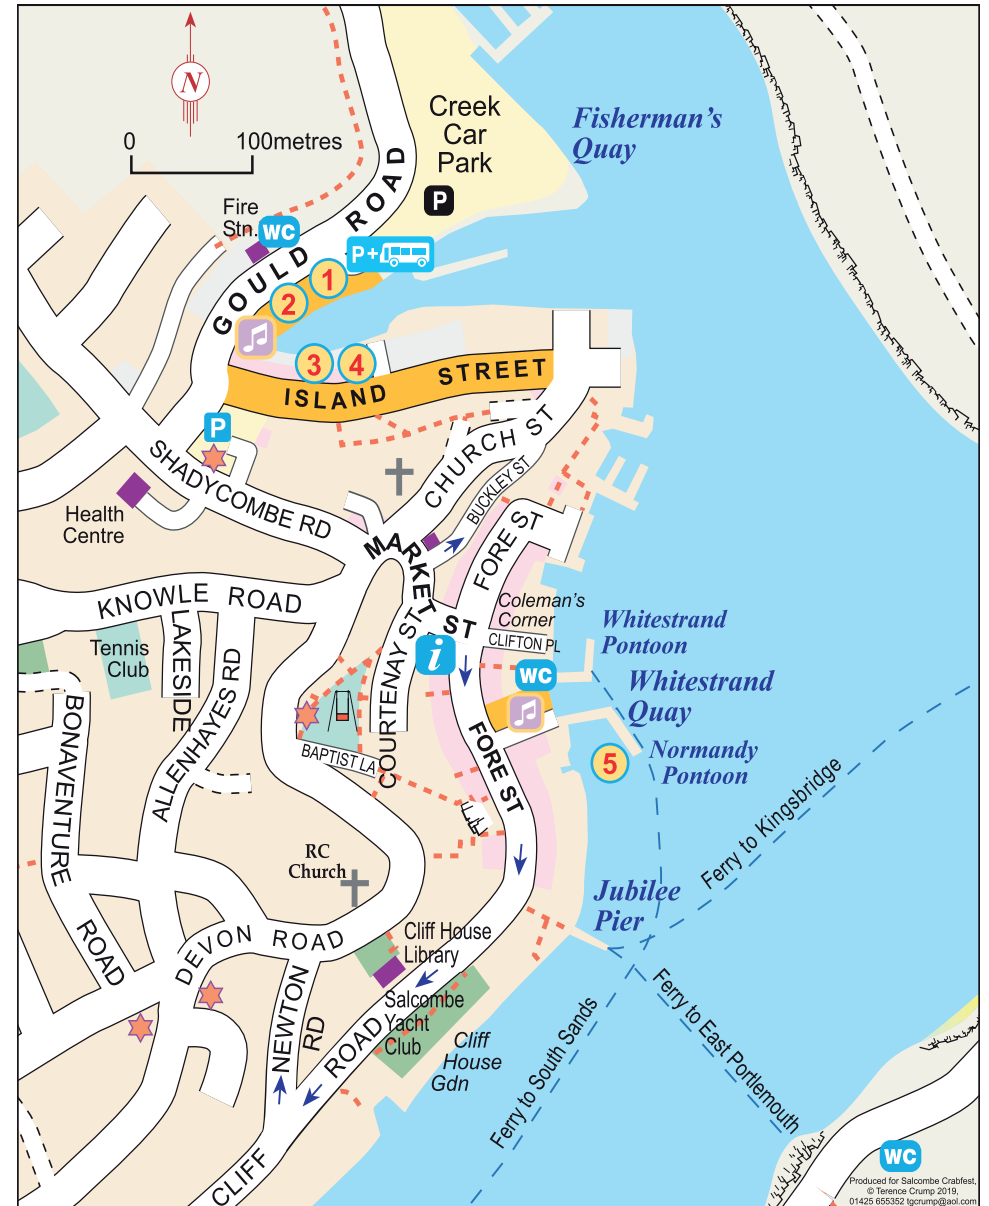 N
0
100metres
Creek
Car
Park
P
Fisherman's
Quay
Fire
Stn.
WC
GOULD ROAD
P+
1
2
3
4
ISLAND STREET
P
SHADYCOMBE RD
CHURCH ST
BUCKLEY ST
Health
Centre
MARKET ST
FORE ST
KNOWLE ROAD
Coleman's
Corner
CLIFTON PL
i
Whitestrand
Pontoon
Tennis
Club
LAKESIDE
ALLENHAYES RD
COURTENAY ST
WC
Whitestrand
Quay
BONAVENTURE
ROAD
BAPTIST LA
FORE ST
5
Normandy
Pontoon
Ferry to Kingsbridge
RC
Church
Jubilee
Pier
DEVON ROAD
Cliff House
Library
NEWTON
RD
Salcombe
Yacht
Club
Cliff
House
Gdn
CLIFF ROAD
Ferry to South Sands
Ferry to East Portlemouth
WC
Produced for Salcombe Crabfest,
© Terence Crump 2019,
01425 655352 tgcrump@aol.com